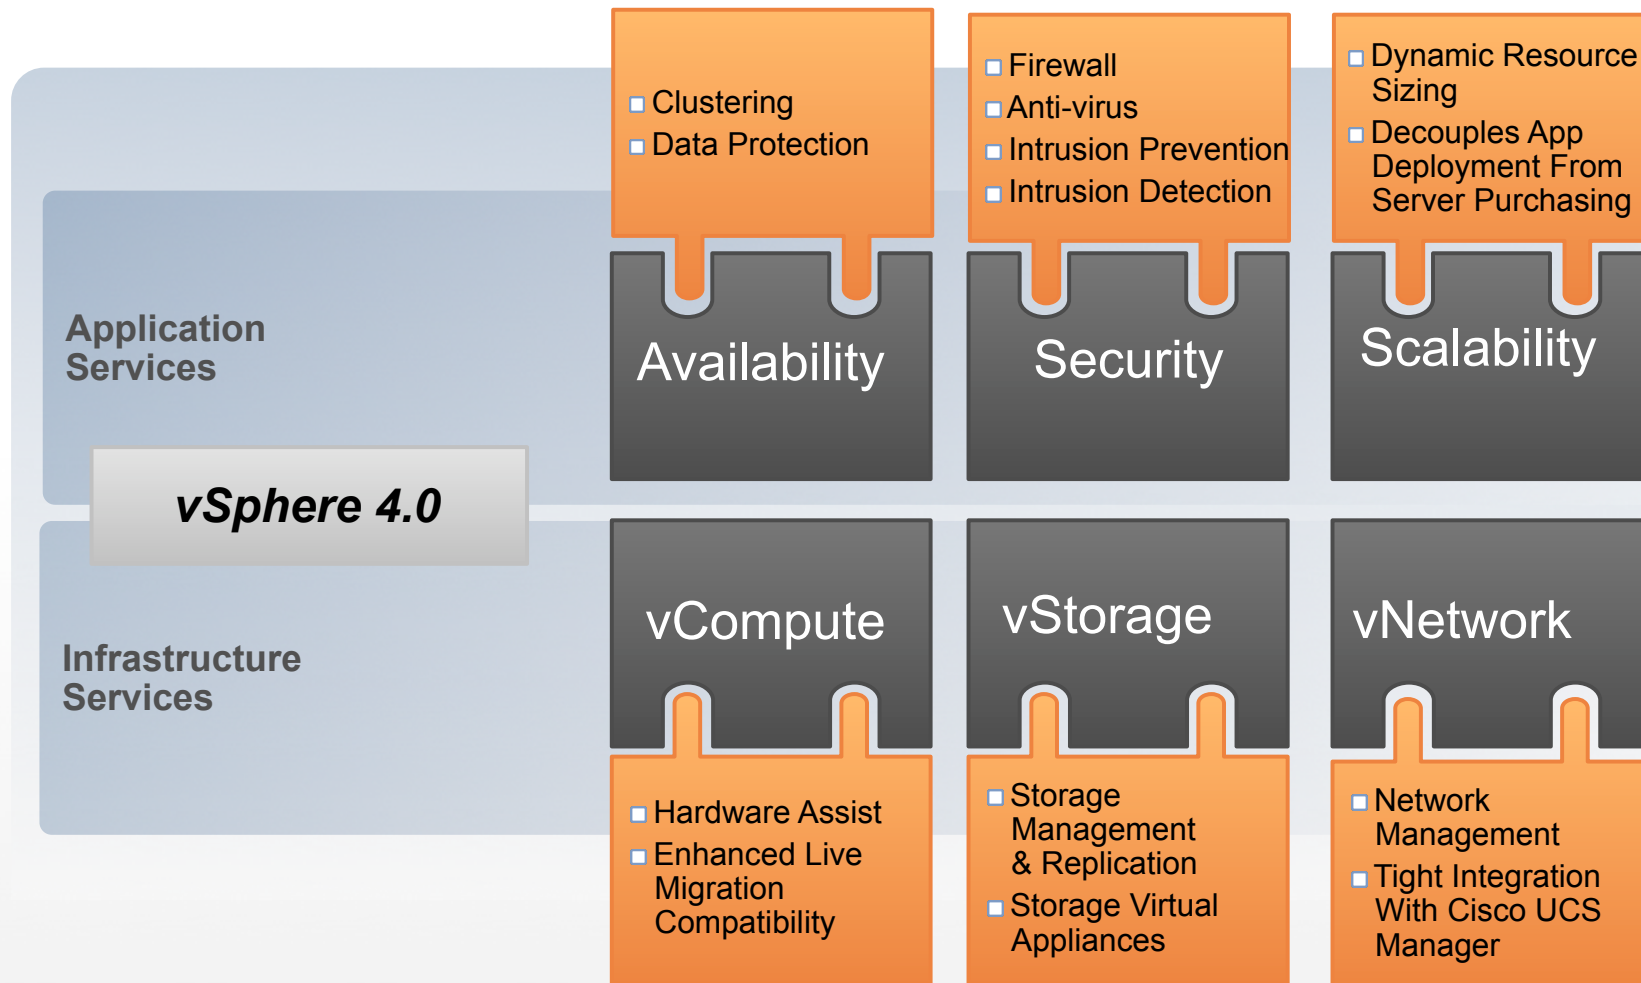 Clustering
Data Protection
Firewall
Anti-virus
Intrusion Prevention
Intrusion Detection
Dynamic Resource
Sizing
Decouples App
Deployment From
Server Purchasing
Application
Services
Availability
Security
Scalability
vSphere 4.0
Infrastructure
Services
vCompute
vStorage
vNetwork
Hardware Assist
Enhanced Live
Migration
Compatibility
Storage
Management
& Replication
Storage Virtual
Appliances
Network
Management
Tight Integration
With Cisco UCS
Manager